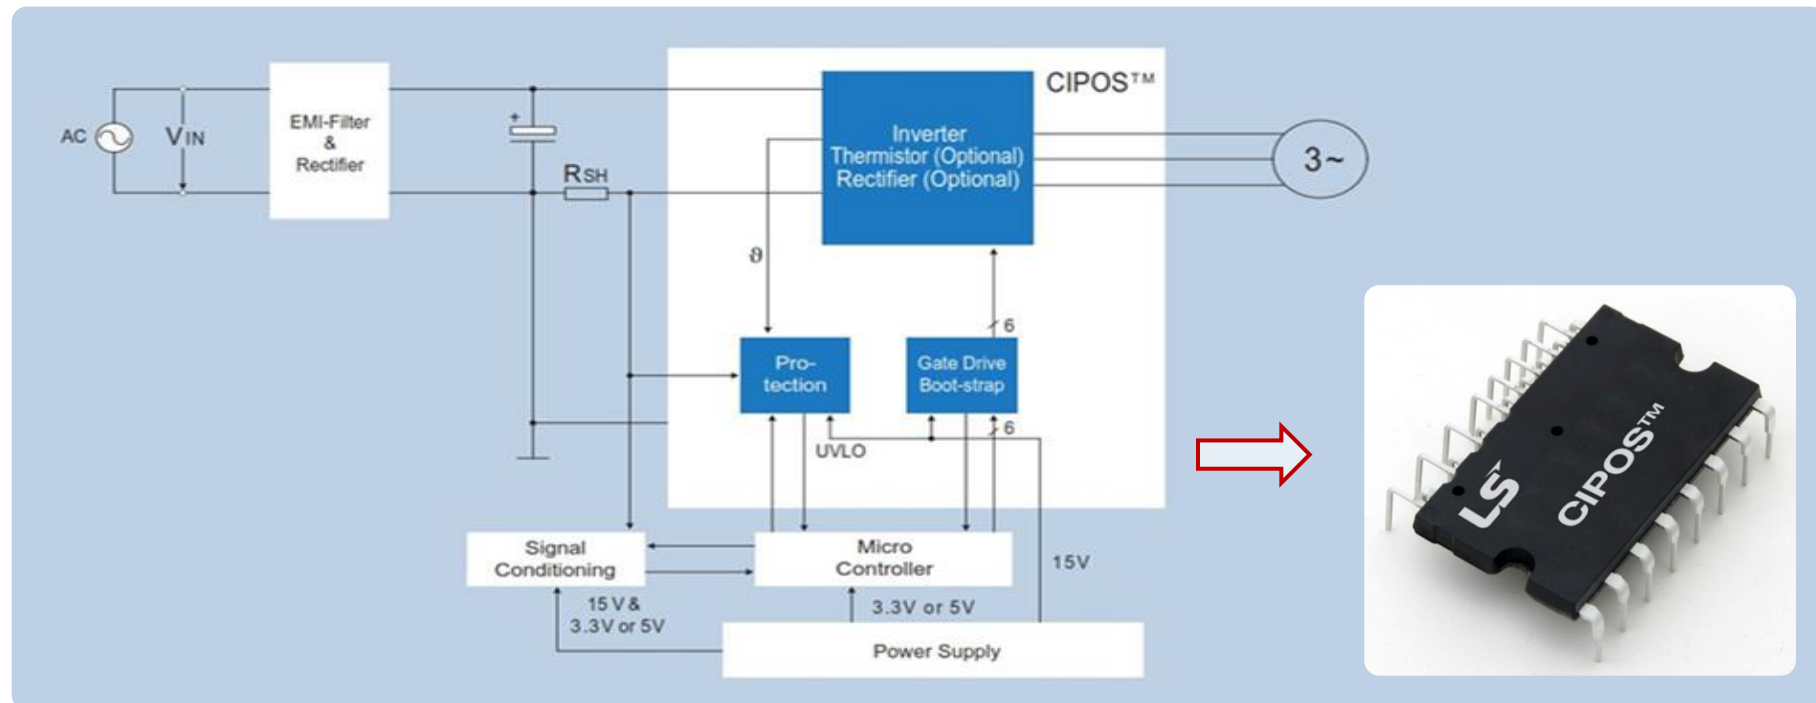 CIPOS™
AC
VIN
EMI-Filter
&
Rectifier
+
RSH
Inverter
Thermistor (Optional)
Rectifier (Optional)
3~
ϑ
6
Pro-
tection
Gate Drive
Boot-strap
6
UVLO
Signal
Conditioning
Micro
Controller
15V
15 V &
3.3V or 5V
3.3V or 5V
Power Supply
LS
CIPOS™